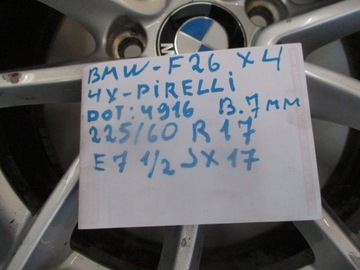 BMW-F26 X4
4X-PIRELLI
DOT:4916 B.7MM
225/60 R17
E7 1/2 JX17